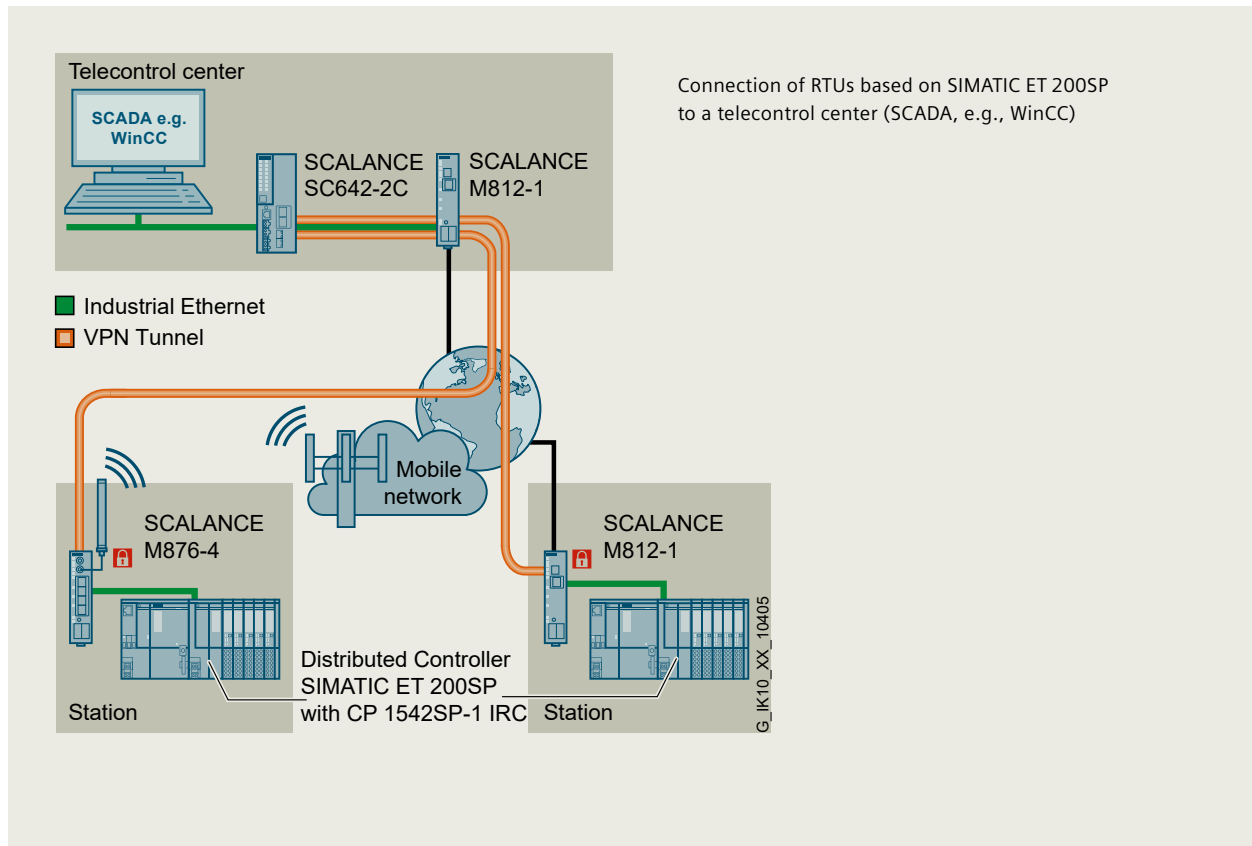 Telecontrol center
SCADA e.g.
WinCC
SCALANCE
SC642-2C
SCALANCE
M812-1
Connection of RTUs based on SIMATIC ET 200SP
to a telecontrol center (SCADA, e.g., WinCC)
Industrial Ethernet
VPN Tunnel
Mobile
network
SCALANCE
M876-4
SCALANCE
M812-1
Distributed Controller
SIMATIC ET 200SP
with CP 1542SP-1 IRC
Station
Station
G_IK10_XX_10405